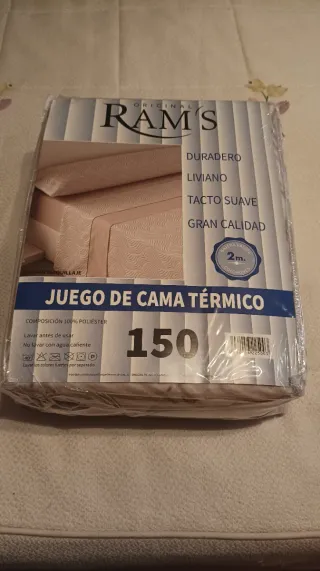 ORIGINAL
RAM'S
DURADERO
LIVIANO
TACTO SUAVE
GRAN CALIDAD
2 m.
JUEGO DE CAMA TÉRMICO
COMPOSICIÓN 100% POLIÉSTER
Lavar antes de usar
No lavar con agua caliente
150